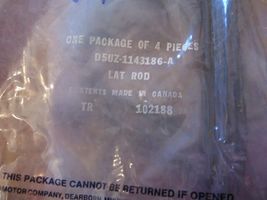 ONE PACKAGE OF 4 PIECES
D5UZ-1143186-A
LAT ROD
CONTENTS MADE IN CANADA
TR 102188
THIS PACKAGE CANNOT BE RETURNED IF OPENED
MOTOR COMPANY, DEARBORN,